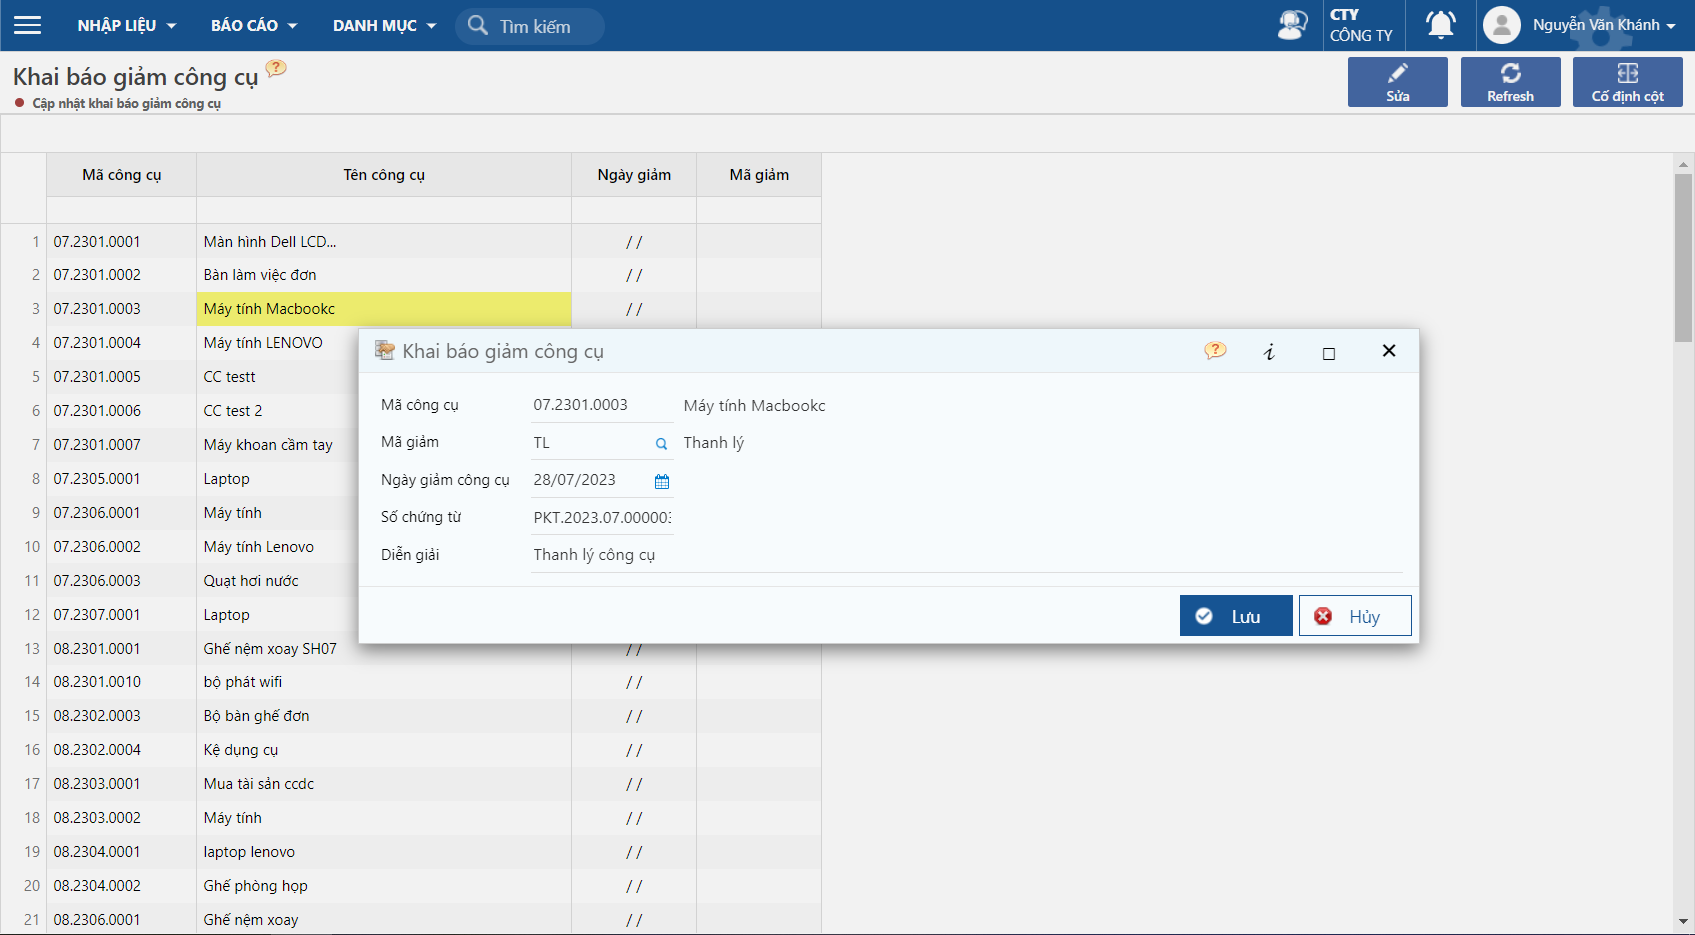 NHẬP LIỆU BÁO CÁO DANH MỤC Tìm kiếm CTY CÔNG TY Nguyễn Văn Khánh
Khai báo giảm công cụ ?
Cập nhật khai báo giảm công cụ
Sửa Refresh Cố định cột
Mã công cụ Tên công cụ Ngày giảm Mã giảm
1 07.2301.0001 Màn hình Dell LCD... / /
2 07.2301.0002 Bàn làm việc đơn / /
3 07.2301.0003 Máy tính Macbookc / /
4 07.2301.0004 Máy tính LENOVO
5 07.2301.0005 CC testt
6 07.2301.0006 CC test 2
7 07.2301.0007 Máy khoan cầm tay
8 07.2305.0001 Laptop
9 07.2306.0001 Máy tính
10 07.2306.0002 Máy tính Lenovo
11 07.2306.0003 Quạt hơi nước
12 07.2307.0001 Laptop
13 08.2301.0001 Ghế nệm xoay SH07 / /
14 08.2301.0010 bộ phát wifi / /
15 08.2302.0003 Bộ bàn ghế đơn / /
16 08.2302.0004 Kệ dụng cụ / /
17 08.2303.0001 Mua tài sản ccdc / /
18 08.2303.0002 Máy tính / /
19 08.2304.0001 laptop lenovo / /
20 08.2304.0002 Ghế phòng họp / /
21 08.2306.0001 Ghế nệm xoay / /
Khai báo giảm công cụ ? i
Mã công cụ 07.2301.0003 Máy tính Macbookc
Mã giảm TL Thanh lý
Ngày giảm công cụ 28/07/2023
Số chứng từ PKT.2023.07.000003
Diễn giải Thanh lý công cụ
Lưu Hủy